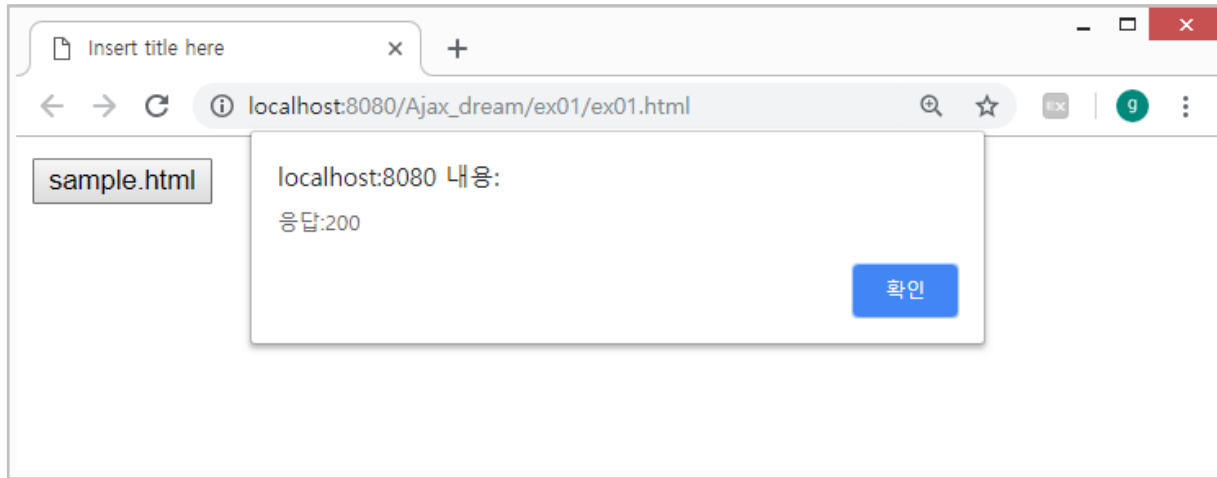 Insert title here
localhost:8080/Ajax_dream/ex01/ex01.html
EX
g
sample.html
localhost:8080 내용:
응답:200
확인